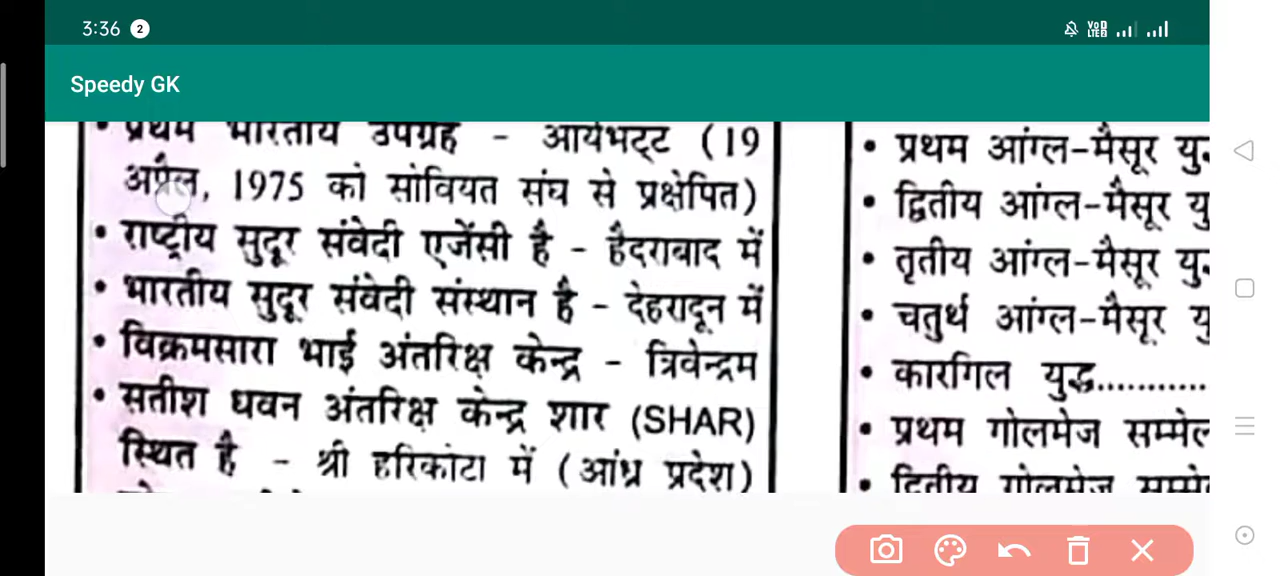 3:36 2
Speedy GK
• प्रथम भारतीय उपग्रह - आर्यभट्ट (19
अप्रैल, 1975 को सोवियत संघ से प्रक्षेपित)
• राष्ट्रीय सुदूर संवेदी एजेंसी है - हैदराबाद में
• भारतीय सुदूर संवेदी संस्थान है - देहरादून में
• विक्रमसारा भाई अंतरिक्ष केन्द्र - त्रिवेन्द्रम
• सतीश धवन अंतरिक्ष केन्द्र शार (SHAR)
स्थित है - श्री हरिकोटा में (आंध्र प्रदेश)
• प्रथम आंग्ल-मैसूर
• द्वितीय आंग्ल-मैसूर
• तृतीय आंग्ल-मैसूर
• चतुर्थ आंग्ल-मैसूर
• कारगिल युद्ध...........
• प्रथम गोलमेज
• द्वितीय गोलमेज